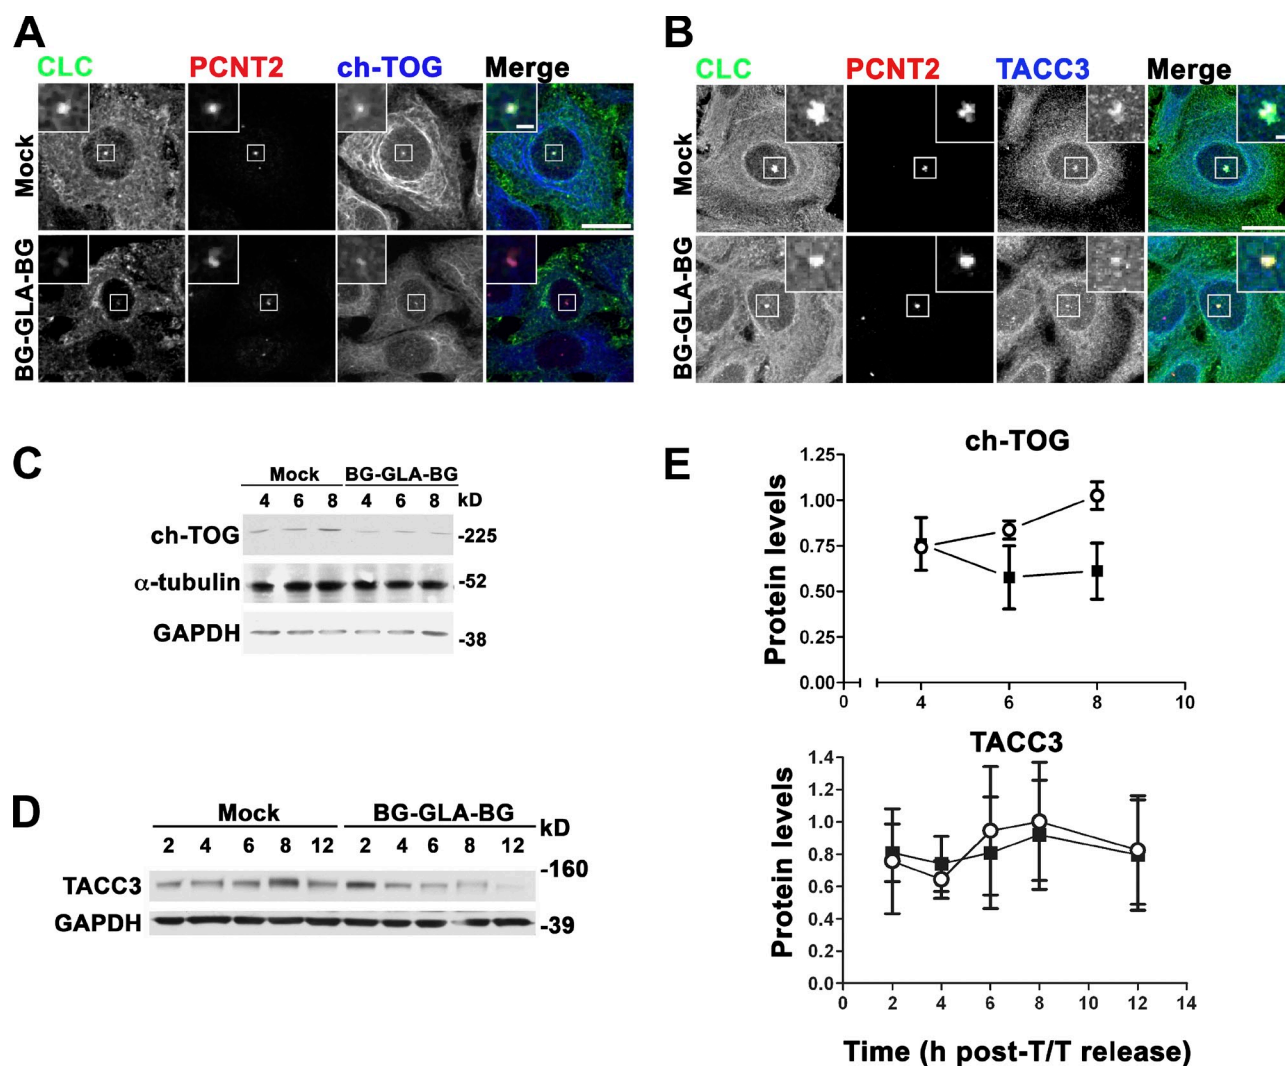 A
CLC PCNT2 ch-TOG Merge
Mock
BG-GLA-BG
B
CLC PCNT2 TACC3 Merge
Mock
BG-GLA-BG
C
Mock BG-GLA-BG
4 6 8 4 6 8 kD
ch-TOG -225
α-tubulin -52
GAPDH -38
D
Mock BG-GLA-BG kD
2 4 6 8 12 2 4 6 8 12
-160
TACC3
GAPDH -39
E
ch-TOG
Protein levels
1.25
1.00
0.75
0.50
0.25
0.00
0 4 6 8 10
TACC3
Protein levels
1.4
1.2
1.0
0.8
0.6
0.4
0.2
0.0
0 2 4 6 8 10 12 14
Time (h post-T/T release)